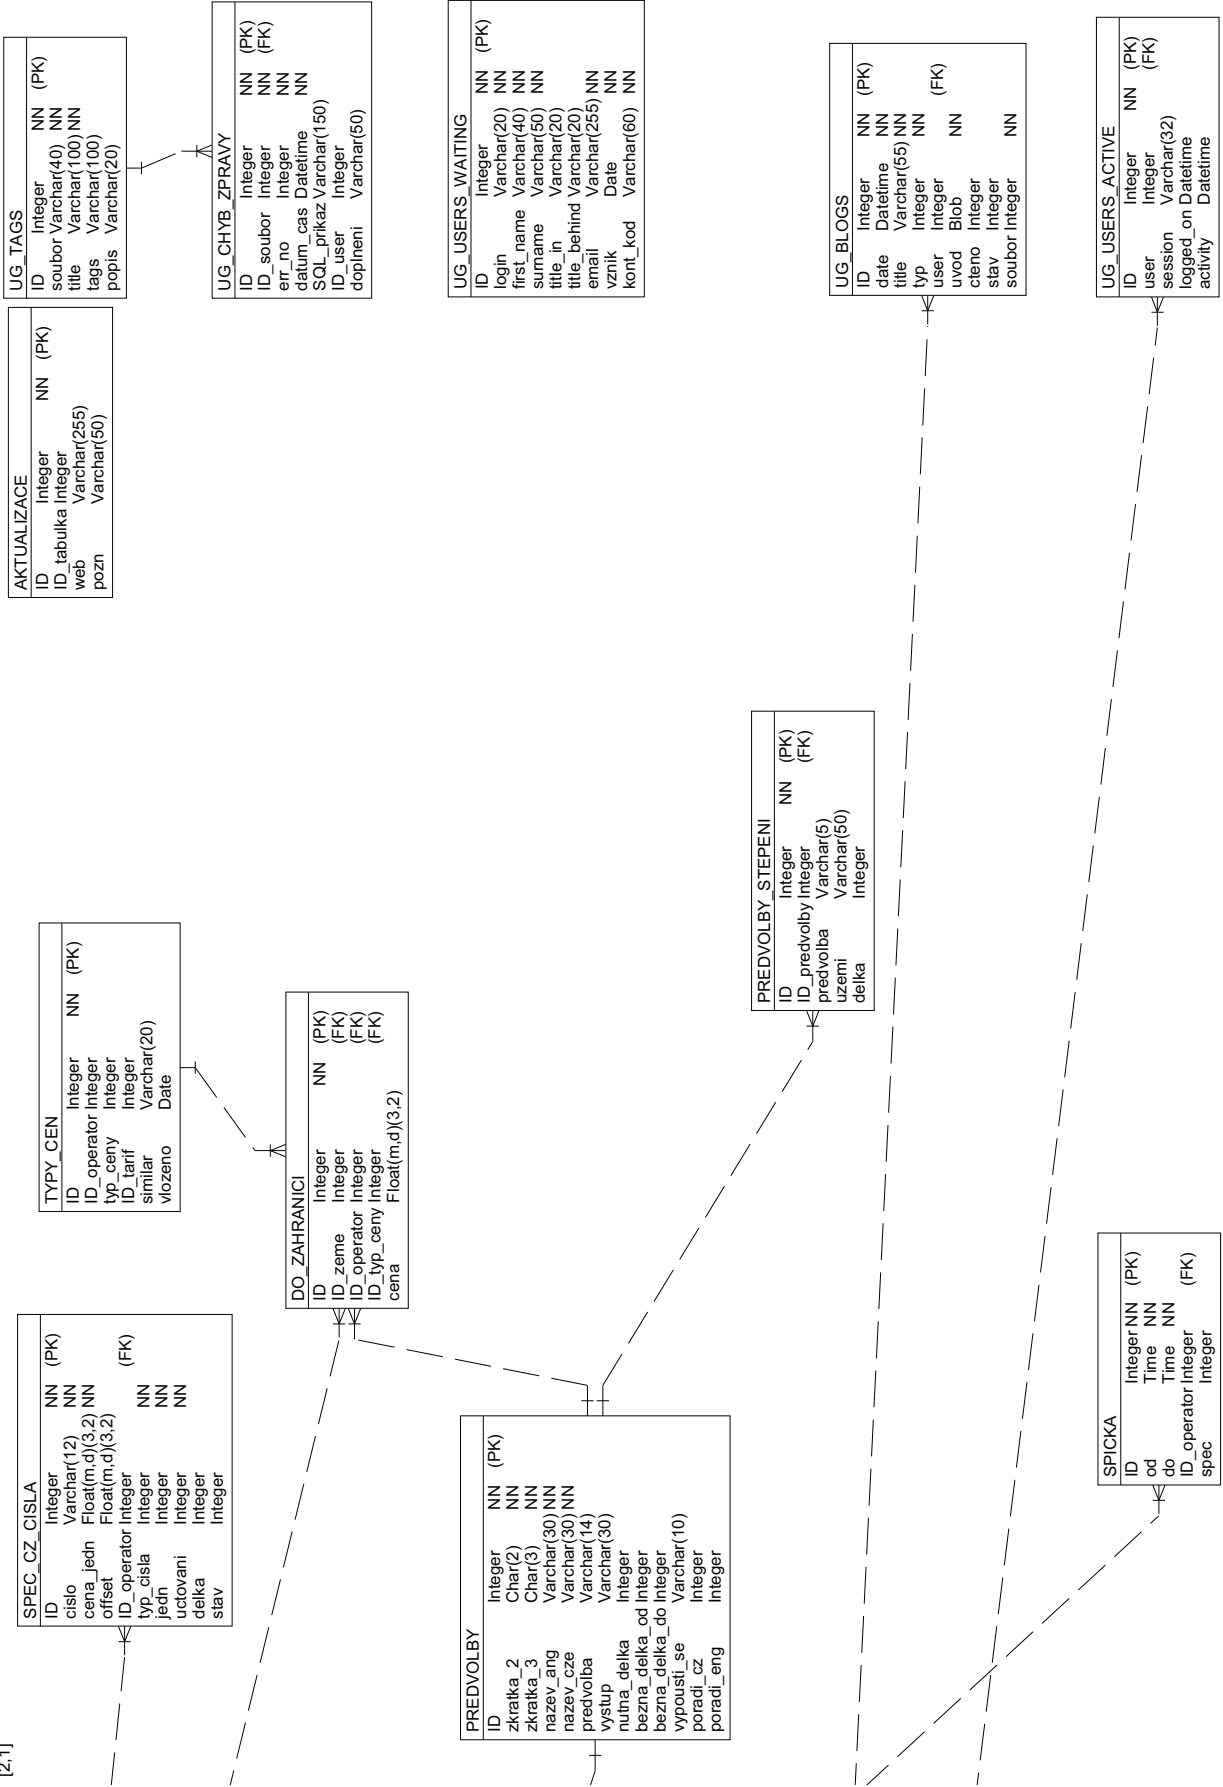 [2,1]
SPEC_CZ_CISLA
ID Integer NN (PK)
cislo Varchar(12) NN
cena_jedn Float(m,d)(3,2) NN
offset Float(m,d)(3,2)
ID_operator Integer (FK)
typ_cisla Integer NN
jedn Integer NN
uctovani Integer NN
delka Integer
stav Integer
TYPY_CEN
ID Integer NN (PK)
ID_operator Integer
typ_ceny Integer
ID_tarif Integer
similar Varchar(20)
vlozeno Date
AKTUALIZACE
ID Integer NN (PK)
ID_tabulka Integer
web Varchar(255)
pozn Varchar(50)
UG_TAGS
ID Integer NN (PK)
soubor Varchar(40) NN
title Varchar(100) NN
tags Varchar(100)
popis Varchar(20)
UG_CHYB_ZPRAVY
ID Integer NN (PK)
ID_soubor Integer NN (FK)
err_no Integer NN
datum_cas Datetime NN
SQL_prikaz Varchar(150)
ID_user Integer
doplneni Varchar(50)
DO_ZAHRANICI
ID Integer NN (PK)
ID_zeme Integer (FK)
ID_operator Integer (FK)
ID_typ_ceny Integer (FK)
cena Float(m,d)(3,2)
PREDVOLBY
ID Integer NN (PK)
zkratka_2 Char(2) NN
zkratka_3 Char(3) NN
nazev_ang Varchar(30) NN
nazev_cze Varchar(30) NN
predvolba Varchar(14)
vystup Varchar(30)
nutna_delka Integer
bezna_delka_od Integer
bezna_delka_do Integer
vypousti_se Varchar(10)
poradi_cz Integer
poradi_eng Integer
UG_USERS_WAITING
ID Integer NN (PK)
login Varchar(20) NN
first_name Varchar(40) NN
surname Varchar(50) NN
title_in Varchar(20)
title_behind Varchar(20)
email Varchar(255) NN
vznik Date NN
kont_kod Varchar(60) NN
PREDVOLBY_STEPENI
ID Integer NN (PK)
ID_predvolby Integer (FK)
predvolba Varchar(5)
uzemi Varchar(50)
delka Integer
UG_BLOGS
ID Integer NN (PK)
date Datetime NN
title Varchar(55) NN
typ Integer NN
user Integer (FK)
uvod Blob NN
cteno Integer
stav Integer
soubor Integer NN
SPICKA
ID Integer NN (PK)
od Time NN
do Time NN
ID_operator Integer (FK)
spec Integer
UG_USERS_ACTIVE
ID Integer NN (PK)
user Integer (FK)
session Varchar(32)
logged_on Datetime
activity Datetime